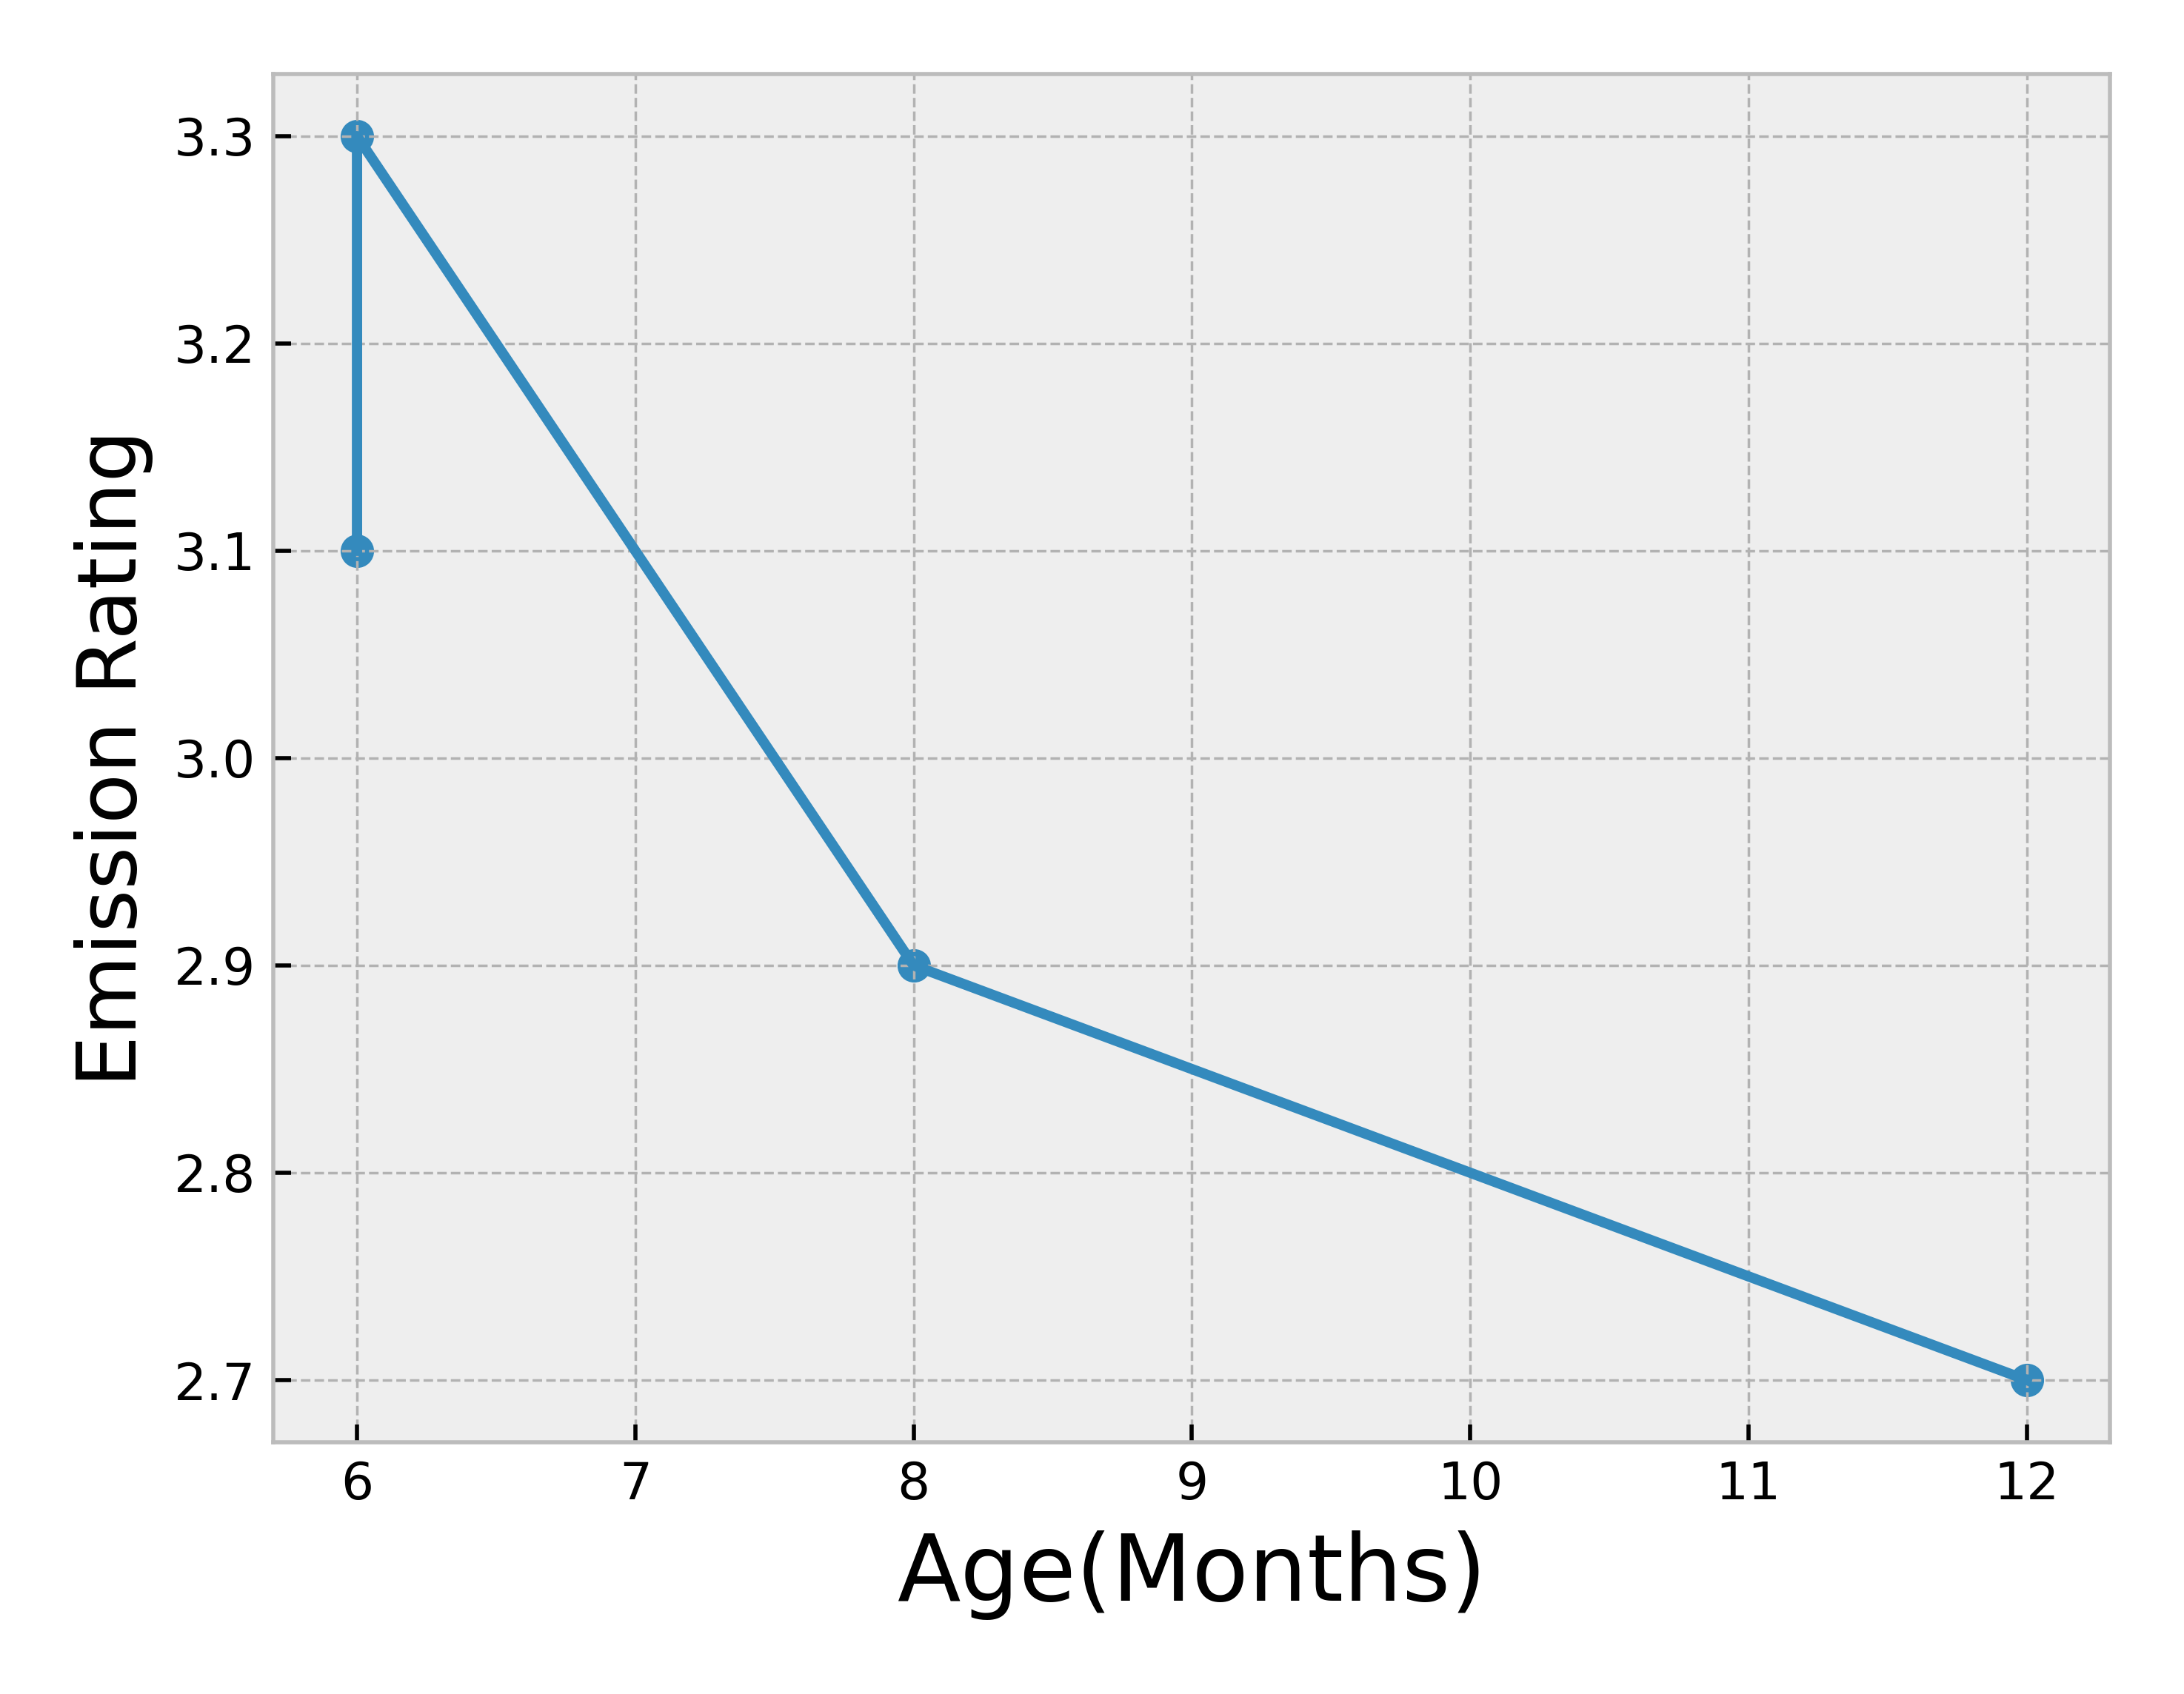 3.3
3.2
3.1
3.0
2.9
2.8
2.7
Emission Rating
6 7 8 9 10 11 12
Age(Months)